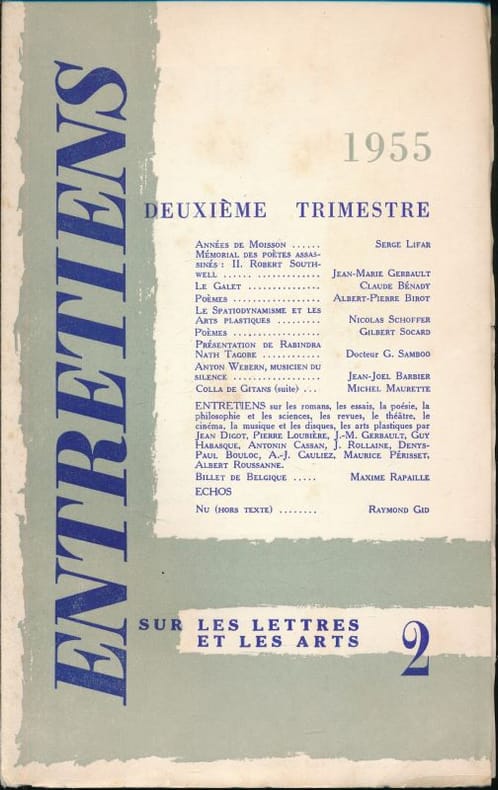 ENTRETIENS
1955
DEUXIÈME TRIMESTRE
Années de Moisson ...... Serge Lifar
Mémorial des poètes assas-
sinés : II. Robert South-
well ................... Jean-Marie Gerbault
Le Galet ............... Claude Bénady
Poèmes ................. Albert-Pierre Birot
Le Spatiodynamisme et les
Arts plastiques ......... Nicolas Schoffer
Poèmes ................. Gilbert Socard
Présentation de Rabindra
Nath Tagore ............ Docteur G. Samboo
Anton Webern, musicien du
silence .................. Jean-Joel Barbier
Colla de Gitans (suite) ... Michel Maurette
ENTRETIENS sur les romans, les essais, la poésie, la
philosophie et les sciences, les revues, le théâtre, le
cinéma, la musique et les disques, les arts plastiques par
Jean Digot, Pierre Loubière, J.-M. Gerbault, Guy
Habasque, Antonin Cassan, J. Rollaine, Denys-
Paul Bouloc, A.-J. Cauliez, Maurice Périsset,
Albert Roussanne.
Billet de Belgique ..... Maxime Rapaille
ECHOS
Nu (hors texte) ........ Raymond Gid
SUR LES LETTRES
ET LES ARTS
2